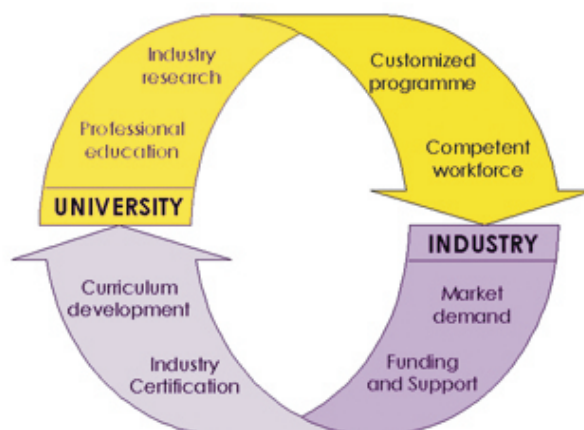 Industry
research
Professional
education
UNIVERSITY
Customized
programme
Competent
workforce
INDUSTRY
Market
demand
Funding
and Support
Curriculum
development
Industry
Certification